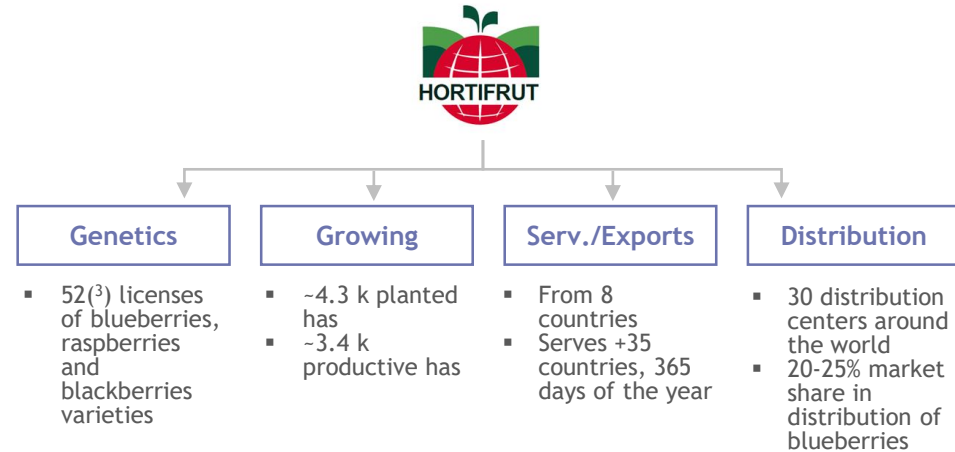 HORTIFRUT
Genetics
▪ 52(³) licenses
of blueberries,
raspberries
and
blackberries
varieties
Growing
▪ ~4.3 k planted
has
▪ ~3.4 k
productive has
Serv./Exports
▪ From 8
countries
▪ Serves +35
countries, 365
days of the year
Distribution
▪ 30 distribution
centers around
the world
▪ 20-25% market
share in
distribution of
blueberries